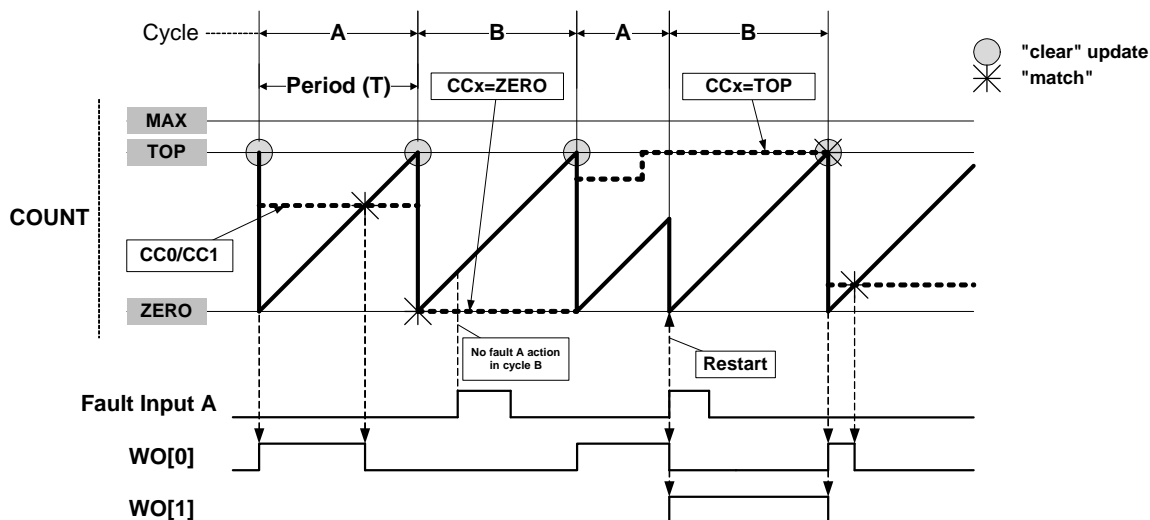 Cycle A B A B
"clear" update
"match"
Period (T)
CCx=ZERO
CCx=TOP
MAX
TOP
COUNT
CC0/CC1
ZERO
No fault A action
in cycle B
Restart
Fault Input A
WO[0]
WO[1]